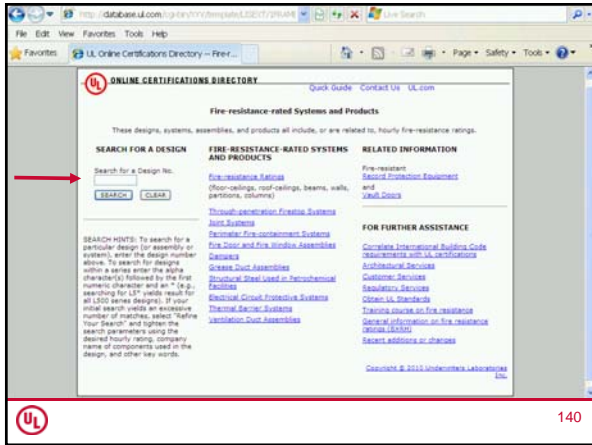 http://database.ul.com/cgi-bin/XYV/template/LISEXT/1FRAME
Live Search
File Edit View Favorites Tools Help
Favorites UL Online Certifications Directory -- Fire-r...
Page Safety Tools
UL ONLINE CERTIFICATIONS DIRECTORY
Quick Guide Contact Us UL.com
Fire-resistance-rated Systems and Products
These designs, systems, assemblies, and products all include, or are related to, hourly fire-resistance ratings.
SEARCH FOR A DESIGN
Search for a Design No.
SEARCH CLEAR
SEARCH HINTS: To search for a
particular design (or assembly or
system), enter the design number
above. To search for designs
within a series enter the alpha
character(s) followed by the first
numeric character and an * (e.g.,
searching for L5* yields result for
all L500 series designs). If your
initial search yields an excessive
number of matches, select "Refine
Your Search" and tighten the
search parameters using the
desired hourly rating, company
name of components used in the
design, and other key words.
FIRE-RESISTANCE-RATED SYSTEMS
AND PRODUCTS
Fire-resistance Ratings
(floor-ceilings, roof-ceilings, beams, walls,
partitions, columns)
Through-penetration Firestop Systems
Joint Systems
Perimeter Fire-containment Systems
Fire Door and Fire Window Assemblies
Dampers
Grease Duct Assemblies
Structural Steel Used in Petrochemical
Facilities
Electrical Circuit Protective Systems
Thermal Barrier Systems
Ventilation Duct Assemblies
RELATED INFORMATION
Fire-resistant
Record Protection Equipment
and
Vault Doors
FOR FURTHER ASSISTANCE
Correlate International Building Code
requirements with UL certifications
Architectural Services
Customer Services
Regulatory Services
Obtain UL Standards
Training course on fire resistance
General information on fire resistance
ratings (BXRH)
Recent additions or changes
Copyright © 2010 Underwriters Laboratories
Inc.
UL
140